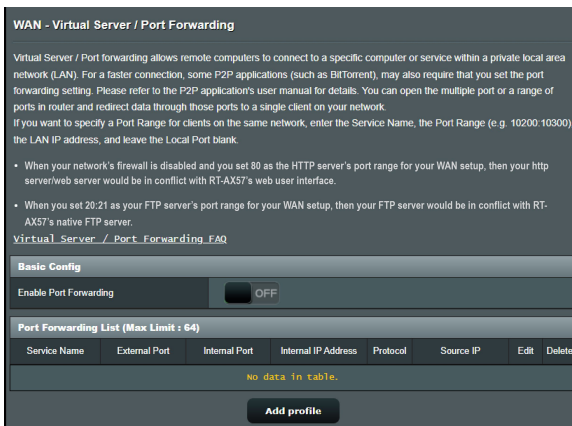 WAN - Virtual Server / Port Forwarding
Virtual Server / Port forwarding allows remote computers to connect to a specific computer or service within a private local area
network (LAN). For a faster connection, some P2P applications (such as BitTorrent), may also require that you set the port
forwarding setting. Please refer to the P2P application's user manual for details. You can open the multiple port or a range of
ports in router and redirect data through those ports to a single client on your network.
If you want to specify a Port Range for clients on the same network, enter the Service Name, the Port Range (e.g. 10200:10300)
the LAN IP address, and leave the Local Port blank.
• When your network's firewall is disabled and you set 80 as the HTTP server's port range for your WAN setup, then your http
server/web server would be in conflict with RT-AX57's web user interface.
• When you set 20:21 as your FTP server's port range for your WAN setup, then your FTP server would be in conflict with RT-
AX57's native FTP server.
Virtual Server / Port Forwarding FAQ
Basic Config
Enable Port Forwarding OFF
Port Forwarding List (Max Limit : 64)
Service Name External Port Internal Port Internal IP Address Protocol Source IP Edit Delete
No data in table.
Add profile